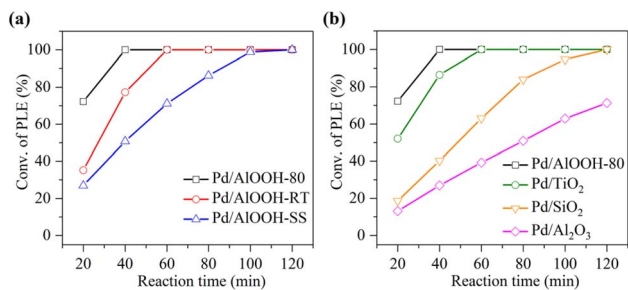 (a)
Conv. of PLE (%)
100
80
60
40
20
0
Pd/AlOOH-80
Pd/AlOOH-RT
Pd/AlOOH-SS
20 40 60 80 100 120
Reaction time (min)
(b)
Conv. of PLE (%)
100
80
60
40
20
0
Pd/AlOOH-80
Pd/TiO₂
Pd/SiO₂
Pd/Al₂O₃
20 40 60 80 100 120
Reaction time (min)